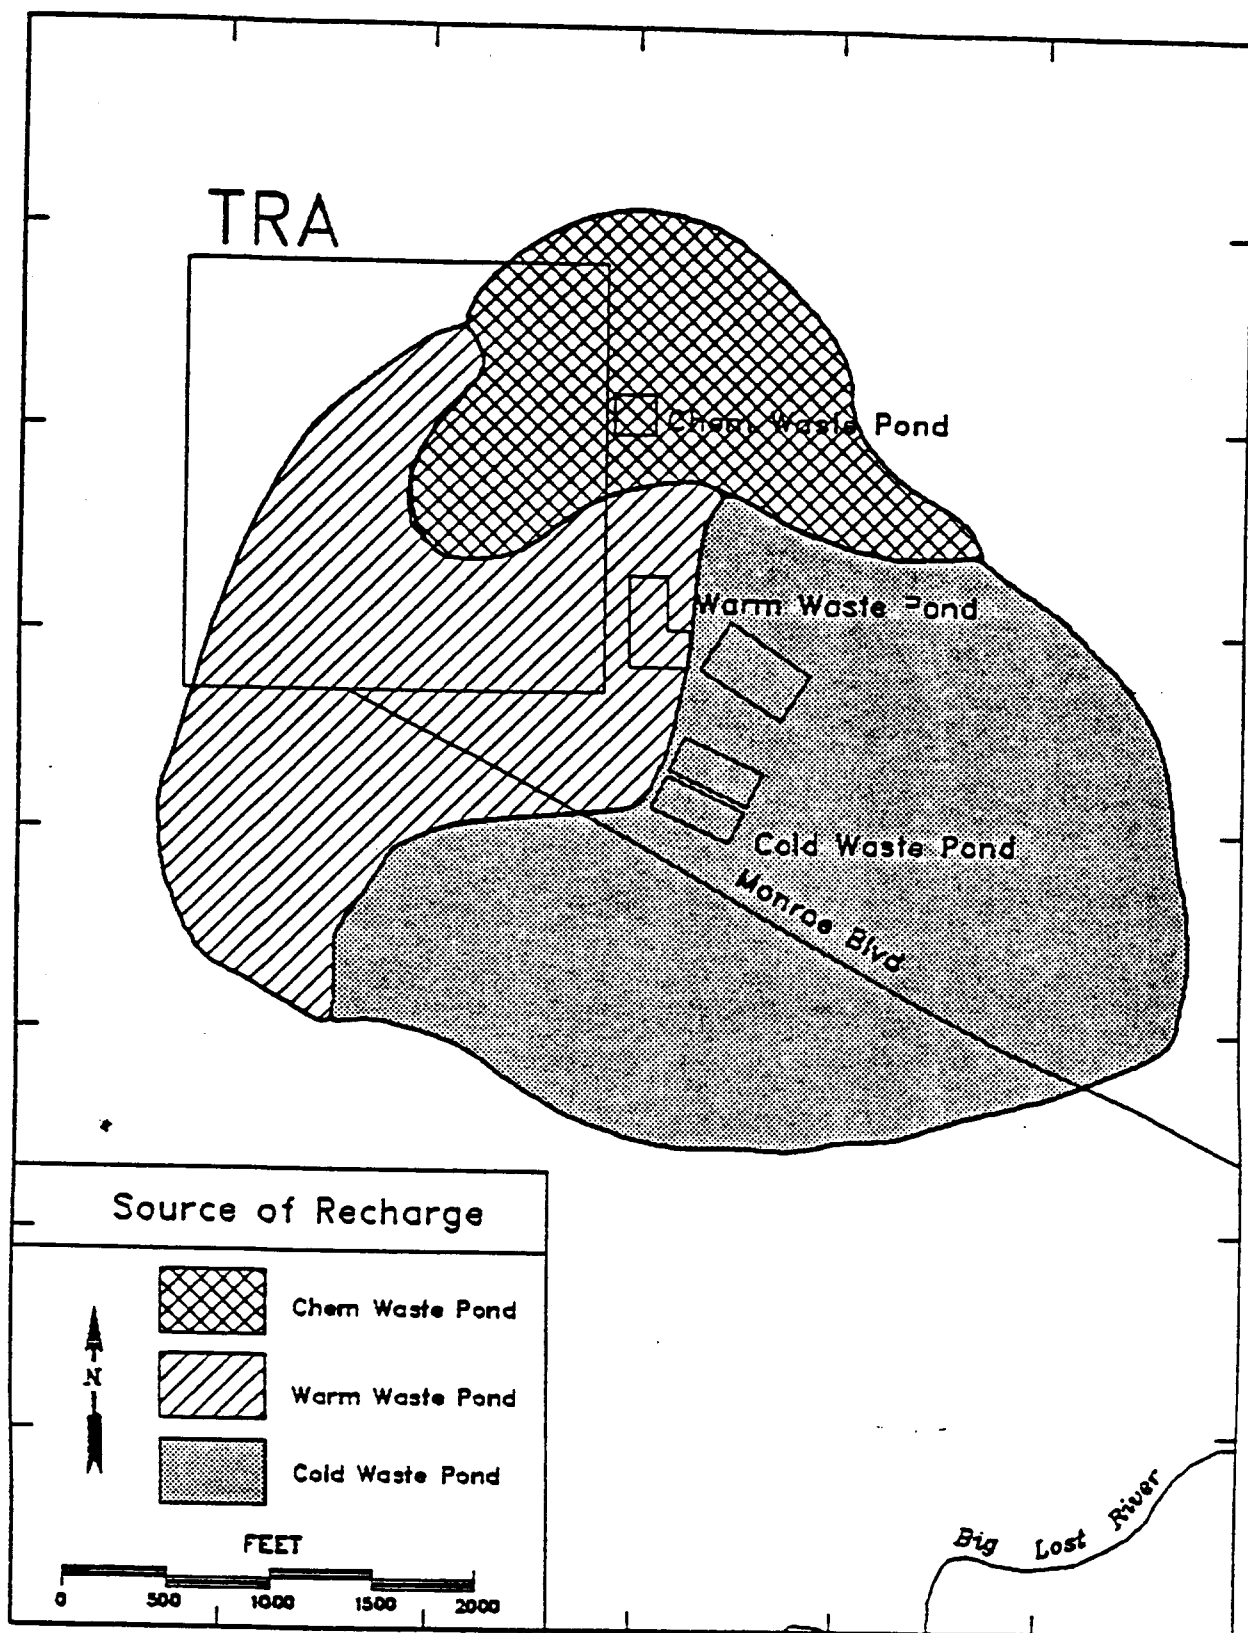 TRA
Chem Waste Pond
Warm Waste Pond
Cold Waste Pond
Monroe Blvd
Source of Recharge
Chem Waste Pond
Warm Waste Pond
Cold Waste Pond
N
FEET
0 500 1000 1500 2000
Big Lost River